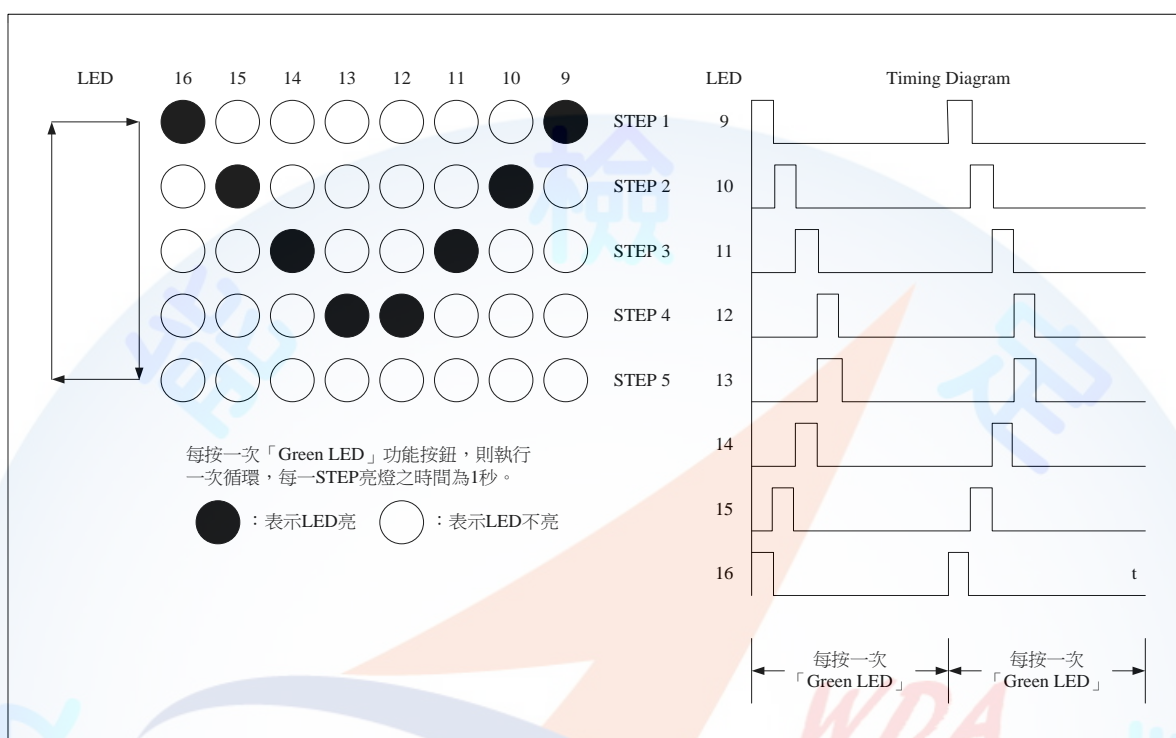 LED 16 15 14 13 12 11 10 9
STEP 1
STEP 2
STEP 3
STEP 4
STEP 5
每按一次「Green LED」功能按鈕，則執行
一次循環，每一STEP亮燈之時間為1秒。
：表示LED亮 ：表示LED不亮
LED Timing Diagram
9
10
11
12
13
14
15
16 t
每按一次 每按一次
「Green LED」 「Green LED」
能 檢 定
WDA